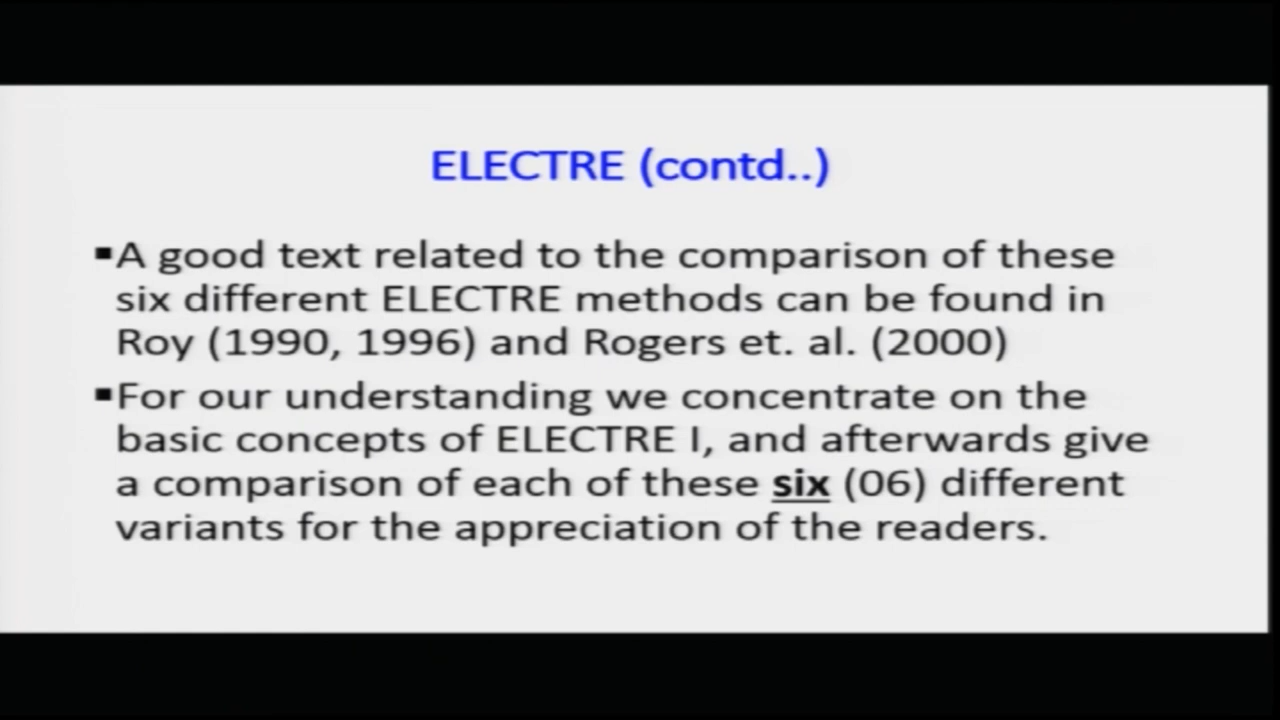 ELECTRE (contd..)
▪A good text related to the comparison of these
six different ELECTRE methods can be found in
Roy (1990, 1996) and Rogers et. al. (2000)
▪For our understanding we concentrate on the
basic concepts of ELECTRE I, and afterwards give
a comparison of each of these six (06) different
variants for the appreciation of the readers.